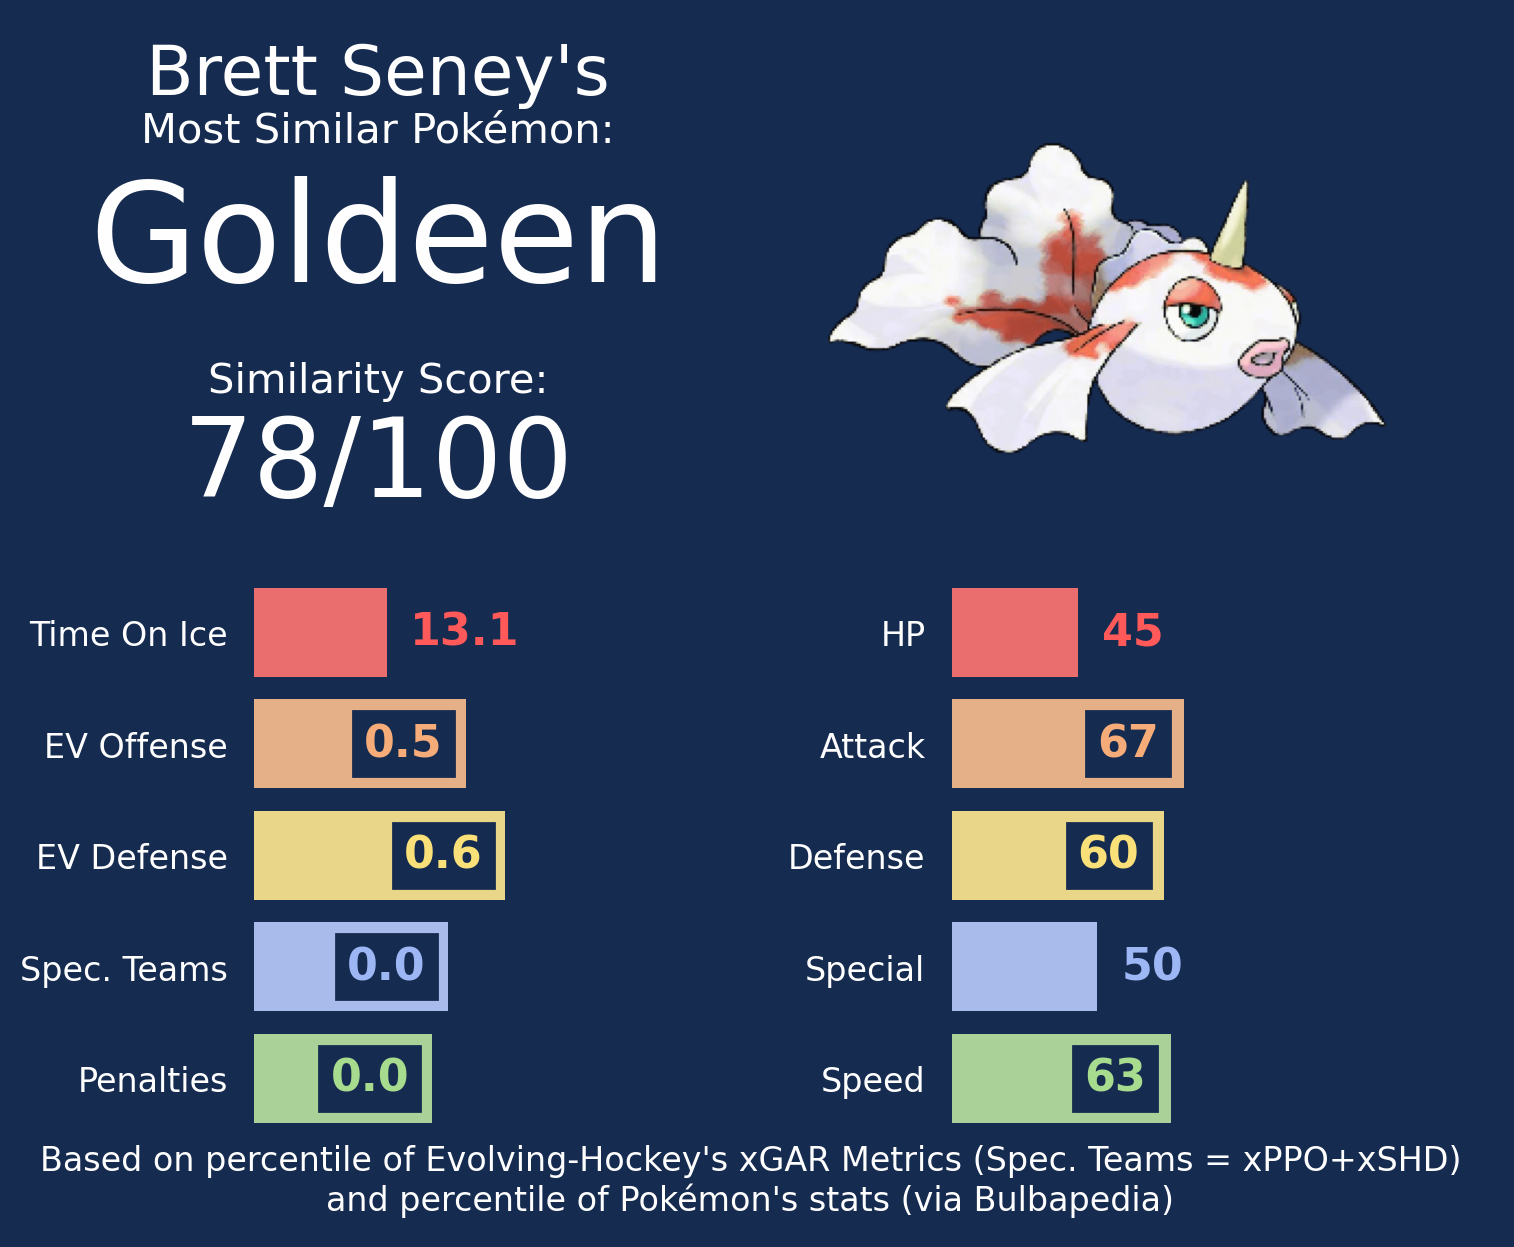 Brett Seney's
Most Similar Pokémon:
Goldeen
Similarity Score:
78/100
Time On Ice 13.1
EV Offense 0.5
EV Defense 0.6
Spec. Teams 0.0
Penalties 0.0
HP 45
Attack 67
Defense 60
Special 50
Speed 63
Based on percentile of Evolving-Hockey's xGAR Metrics (Spec. Teams = xPPO+xSHD)
and percentile of Pokémon's stats (via Bulbapedia)